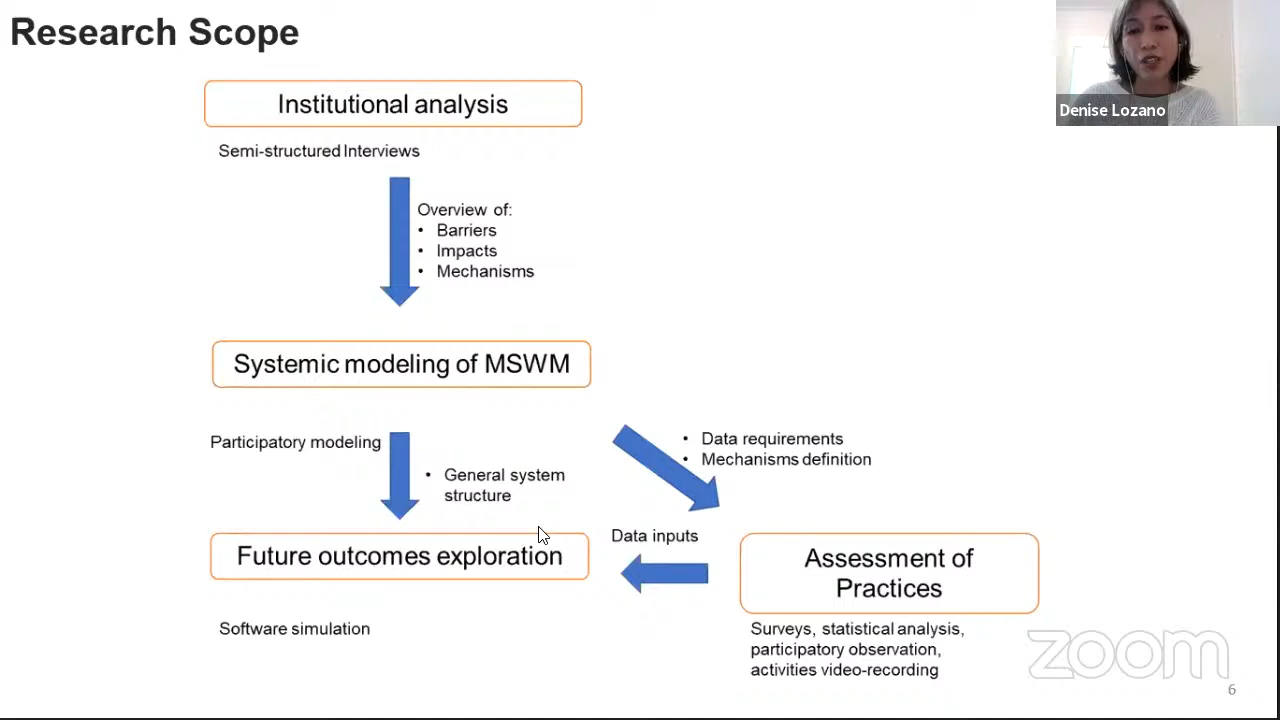 Research Scope
Denise Lozano
Institutional analysis
Semi-structured Interviews
Overview of:
• Barriers
• Impacts
• Mechanisms
Systemic modeling of MSWM
Participatory modeling
• General system
structure
• Data requirements
• Mechanisms definition
Future outcomes exploration
Data inputs
Assessment of
Practices
Software simulation
Surveys, statistical analysis,
participatory observation,
activities video-recording
zoom
6